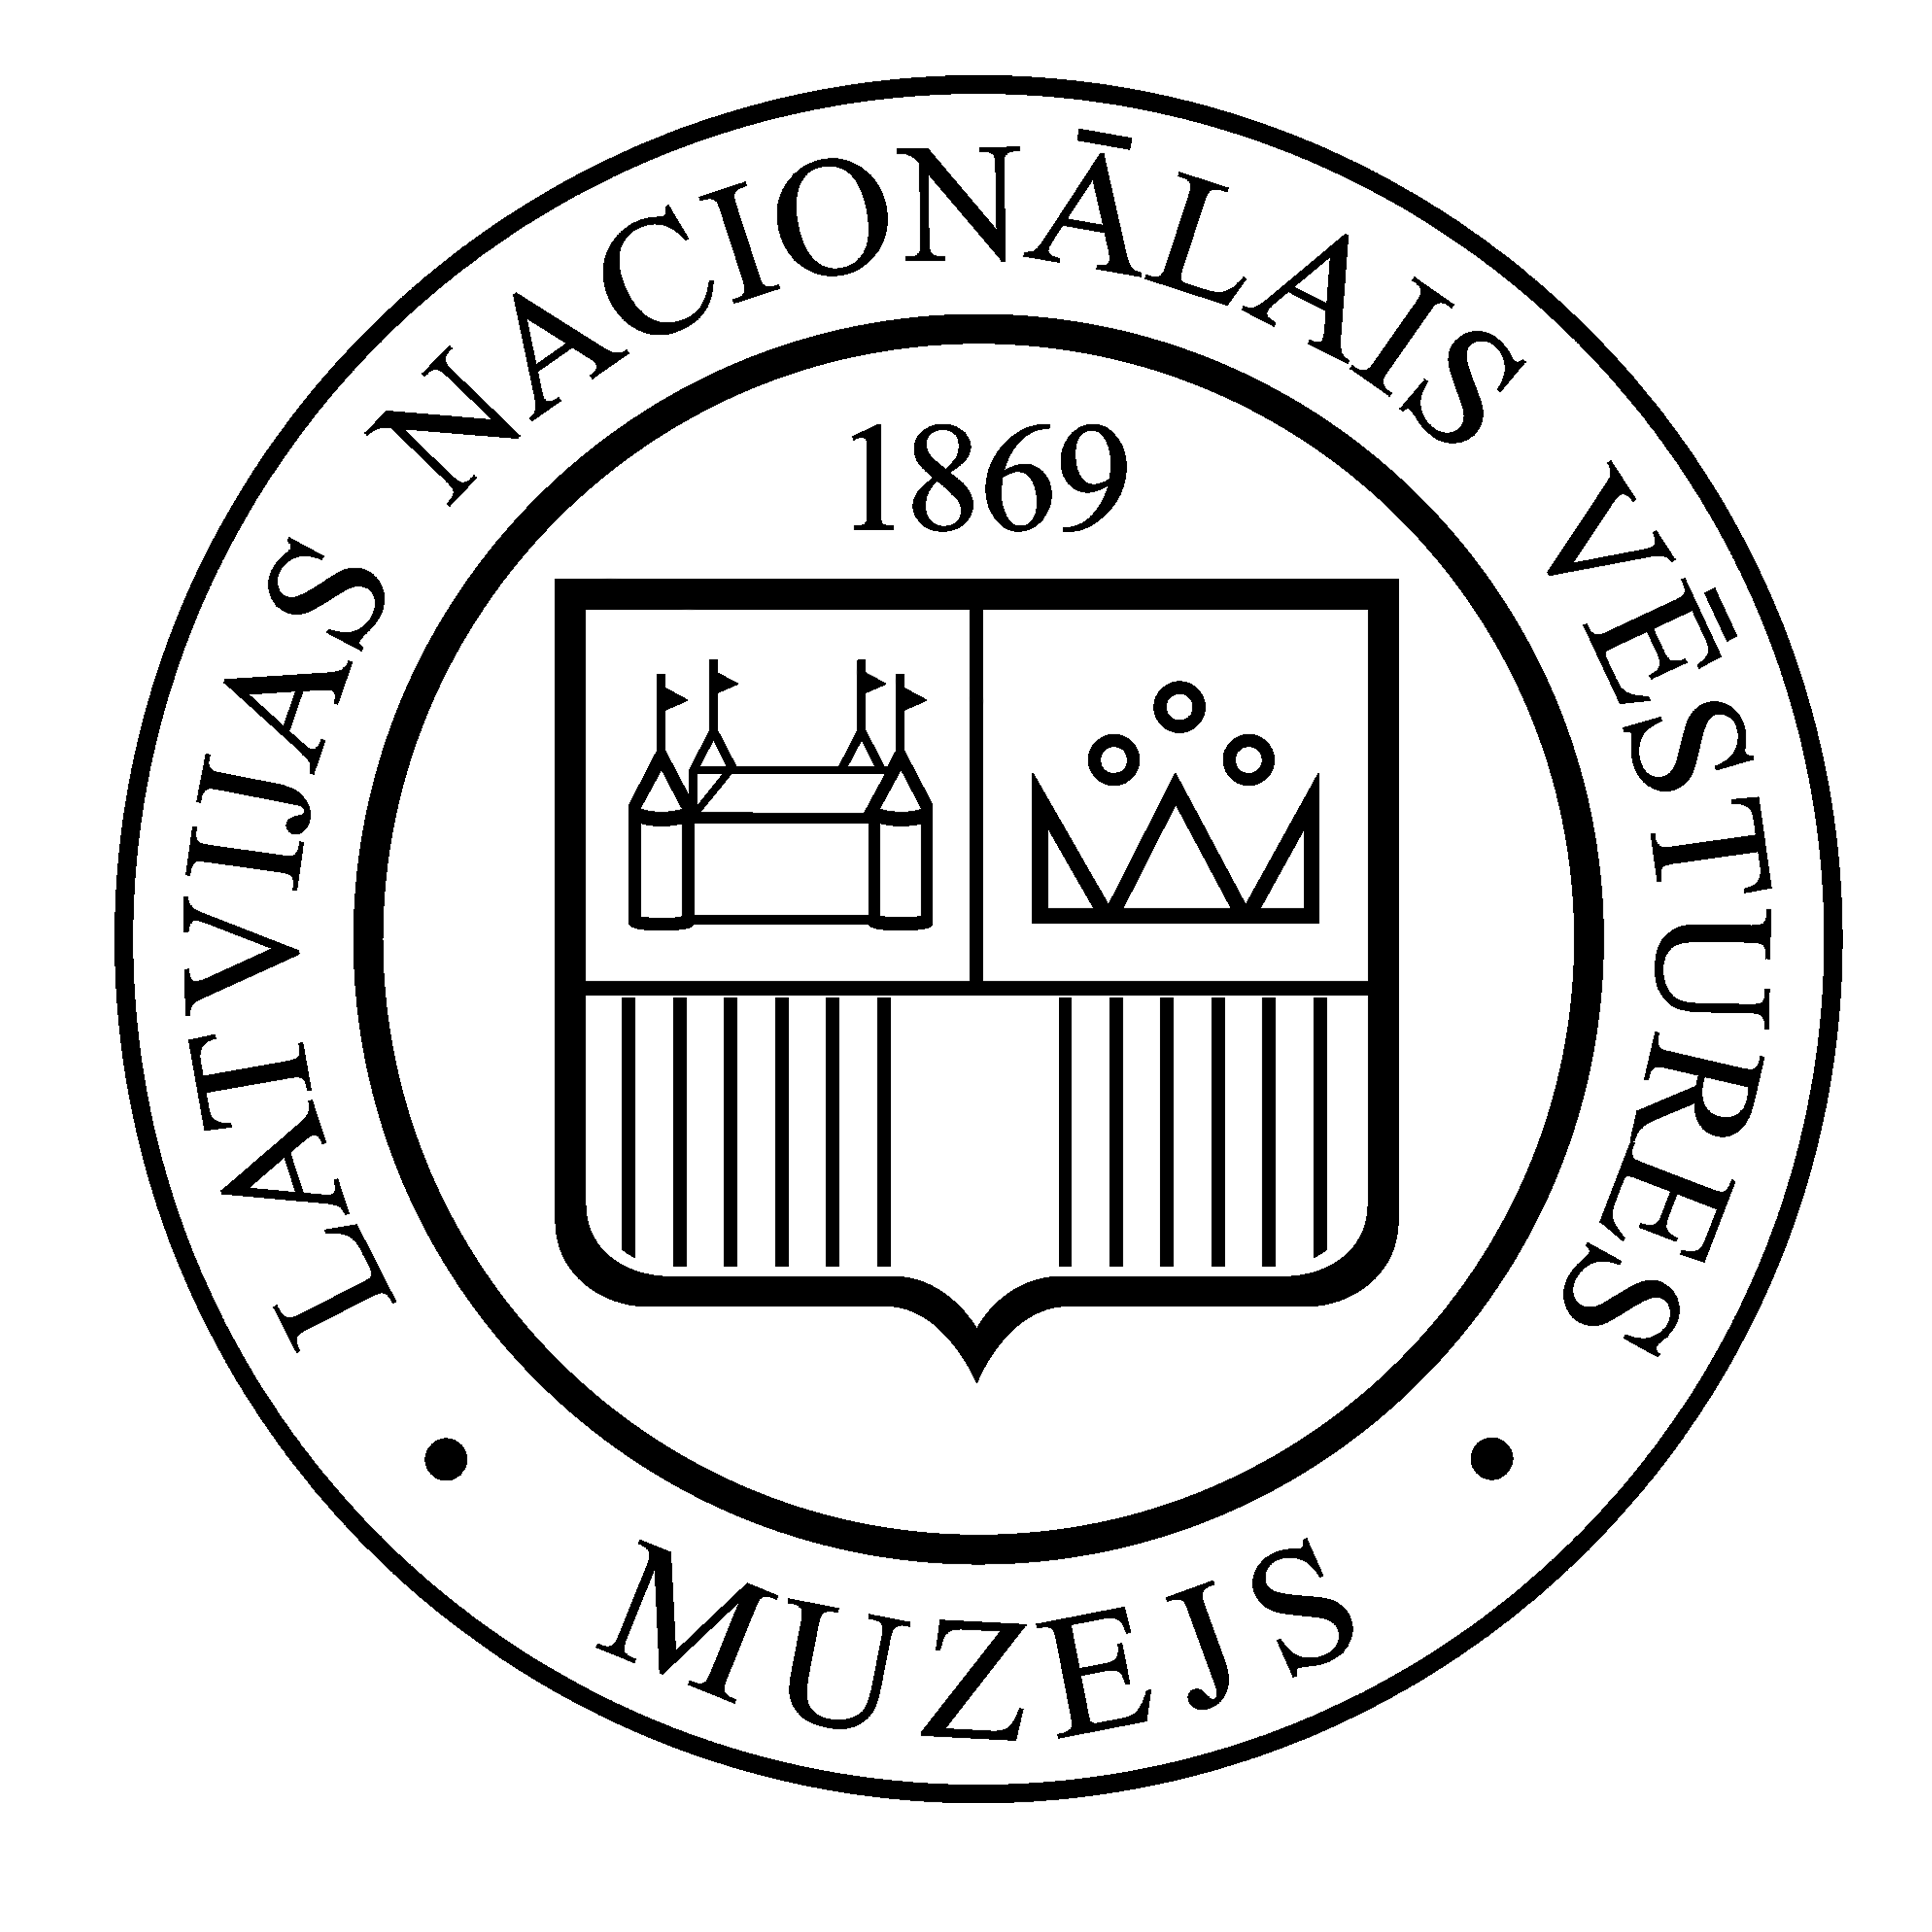 LATVIJAS NACIONĀLAIS VĒSTURES
1869
• MUZEJS •